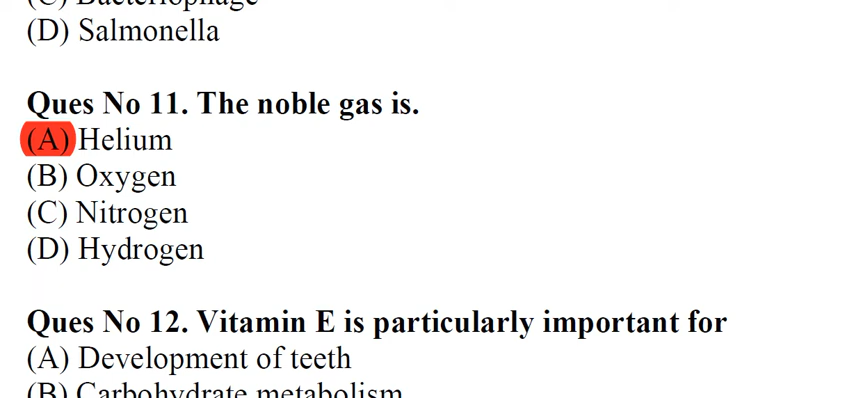 (C) Bacteriophage
(D) Salmonella
Ques No 11. The noble gas is.
(A) Helium
(B) Oxygen
(C) Nitrogen
(D) Hydrogen
Ques No 12. Vitamin E is particularly important for
(A) Development of teeth
(B) Carbohydrate metabolism